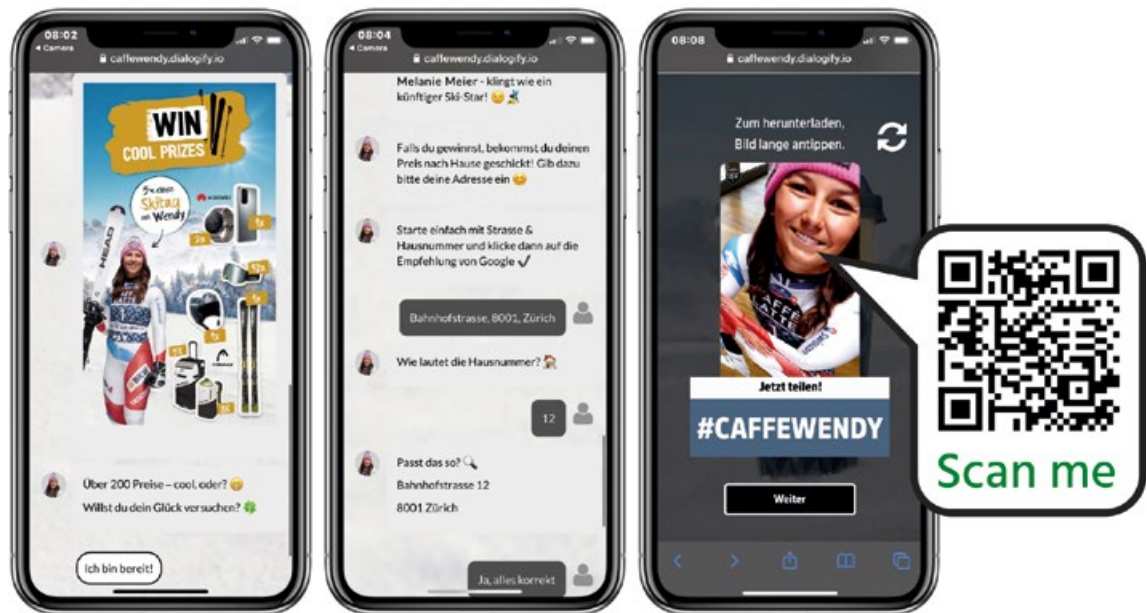 08:02
Camera
caffewendy.dialogify.io
WIN
COOL PRIZES
Skitag
Wendy
HEAD
2x
1x
Über 200 Preise – cool, oder?
Willst du dein Glück versuchen?
Ich bin bereit!
08:04
Camera
caffewendy.dialogify.io
Melanie Meier - klingt wie ein
künftiger Ski-Star!
Falls du gewinnst, bekommst du deinen
Preis nach Hause geschickt! Gib dazu
bitte deine Adresse ein
Starte einfach mit Strasse &
Hausnummer und klicke dann auf die
Empfehlung von Google
Bahnhofstrasse, 8001, Zürich
Wie lautet die Hausnummer?
12
Passt das so?
Bahnhofstrasse 12
8001 Zürich
Ja, alles korrekt
08:08
caffewendy.dialogify.io
Zum herunterladen,
Bild lange antippen.
CAFFÈ
LATTE
Jetzt teilen!
#CAFFEWENDY
Weiter
Scan me